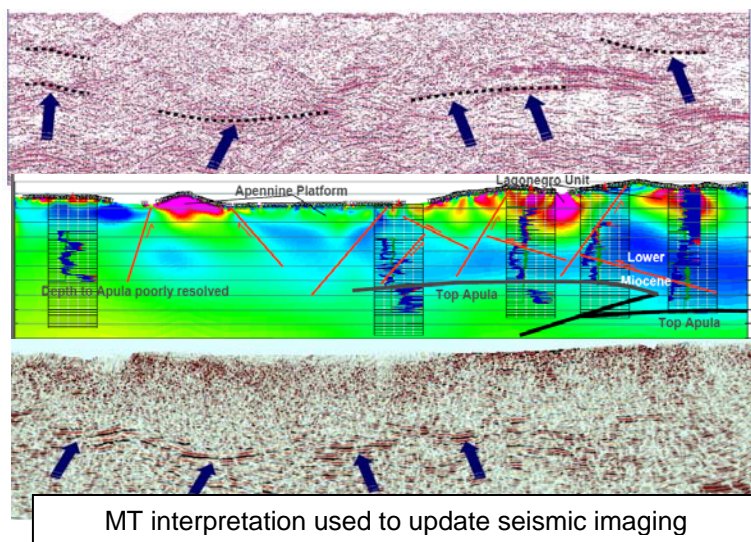 Apennine Platform
Lagonegro Unit
Lower
Miocene
Depth to Apula poorly resolved
Top Apula
Top Apula
MT interpretation used to update seismic imaging